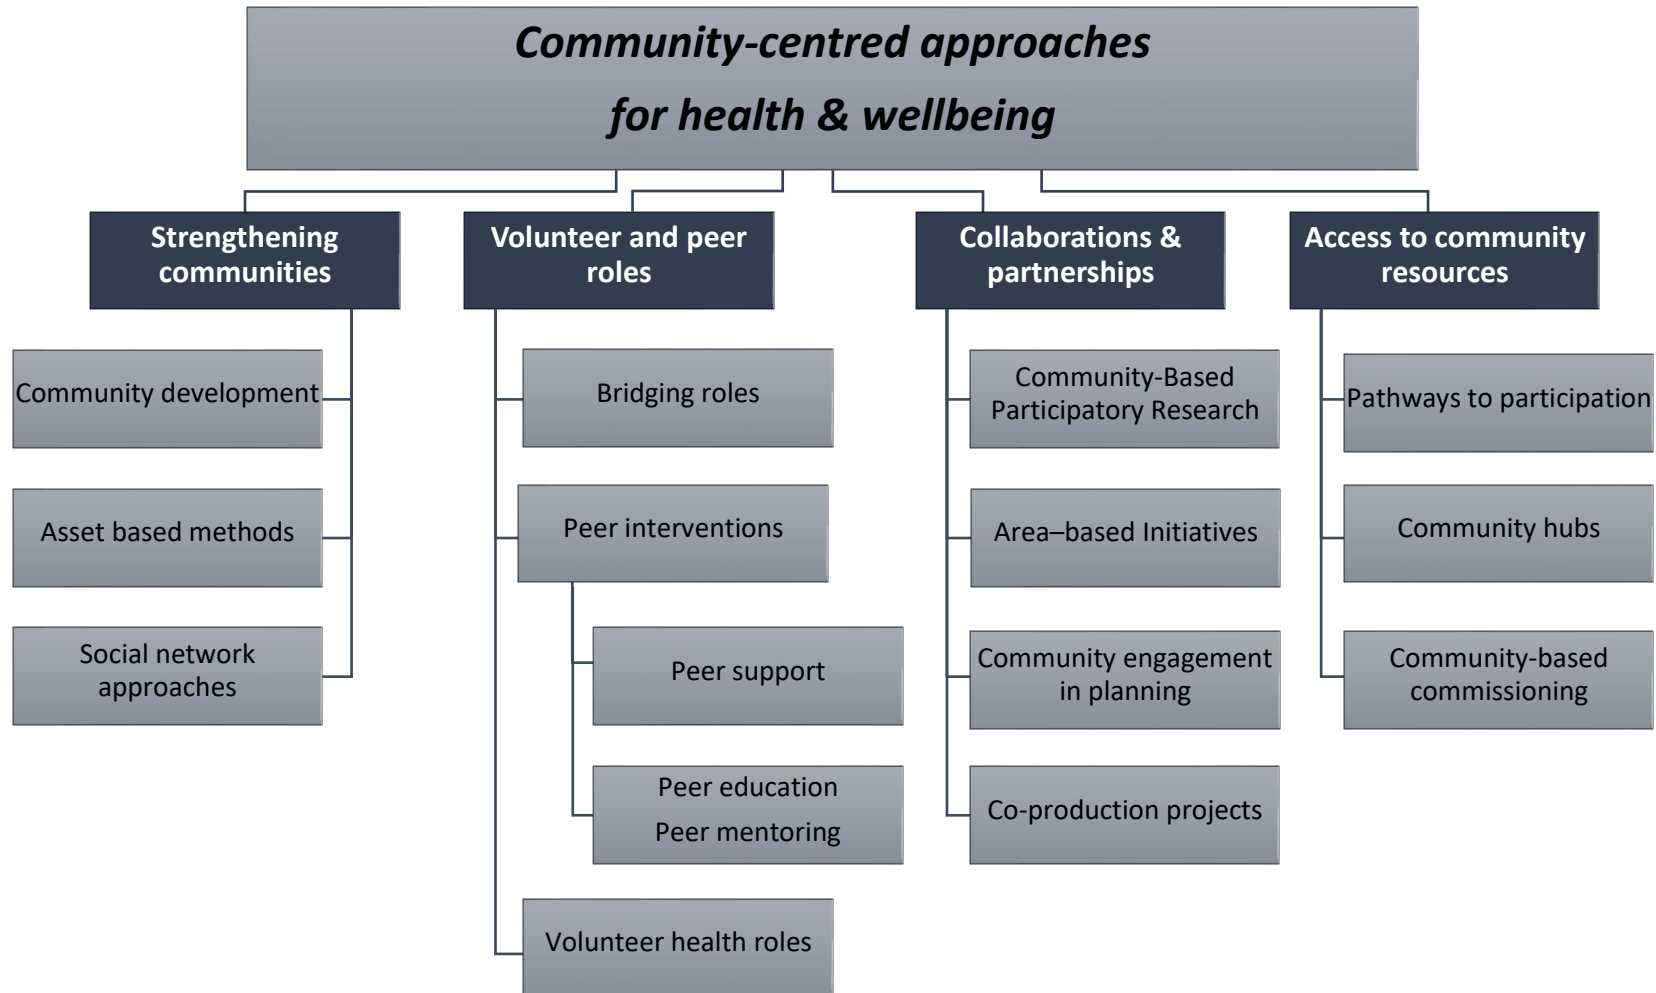 Community-centred approaches
for health & wellbeing
Strengthening
communities
Community development
Asset based methods
Social network
approaches
Volunteer and peer
roles
Bridging roles
Peer interventions
Peer support
Peer education
Peer mentoring
Volunteer health roles
Collaborations &
partnerships
Community-Based
Participatory Research
Area–based Initiatives
Community engagement
in planning
Co-production projects
Access to community
resources
Pathways to participation
Community hubs
Community-based
commissioning